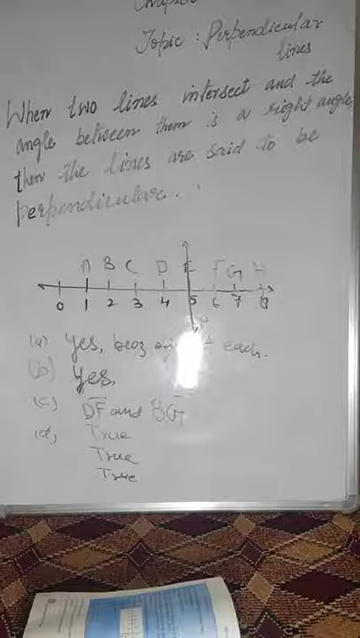 Topic : Perpendicular
lines
When two lines intersect and the
angle between them is a right angle
then the lines are said to be
perpendicular.
A B C D E F G H
0 1 2 3 4 5 6 7 8
(a) Yes, each.
(b) Yes,
(c) DF and BG
(d) True
True
True